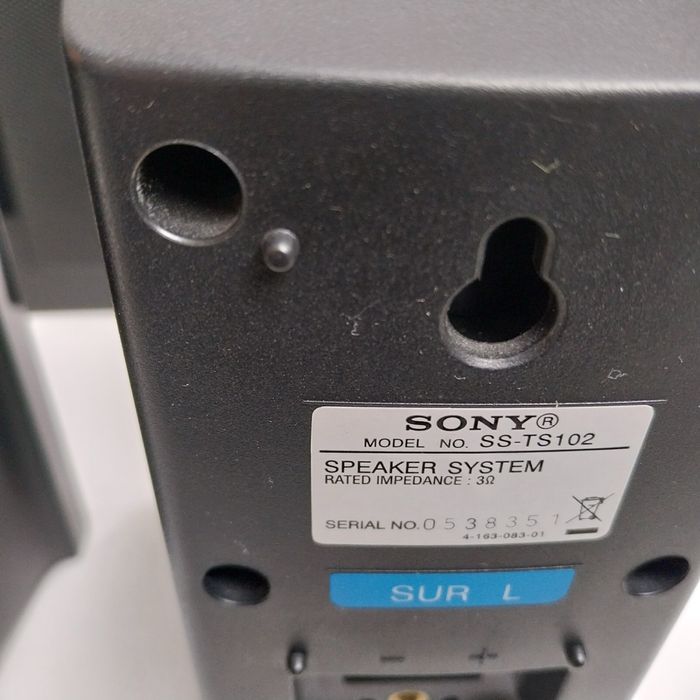 SONY®
MODEL NO. SS-TS102
SPEAKER SYSTEM
RATED IMPEDANCE : 3Ω
SERIAL NO. 0538351
4-163-083-01
SUR L
− +